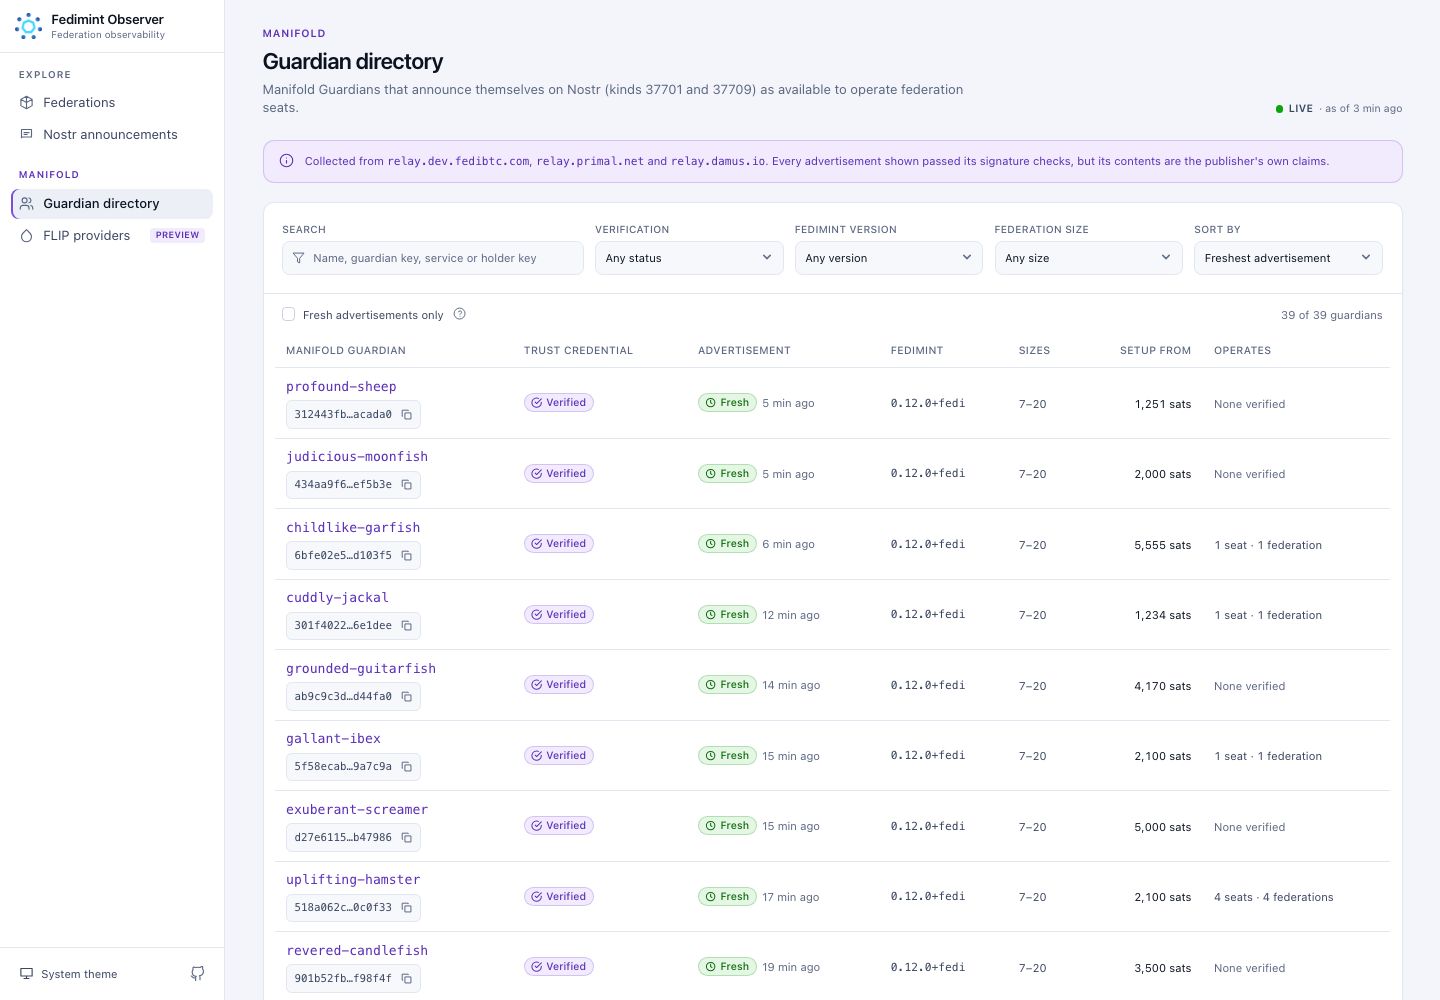 Fedimint Observer
Federation observability
EXPLORE
Federations
Nostr announcements
MANIFOLD
Guardian directory
FLIP providers PREVIEW
System theme
MANIFOLD
Guardian directory
Manifold Guardians that announce themselves on Nostr (kinds 37701 and 37709) as available to operate federation
seats.
LIVE · as of 3 min ago
Collected from relay.dev.fedibtc.com, relay.primal.net and relay.damus.io. Every advertisement shown passed its signature checks, but its contents are the publisher's own claims.
SEARCH VERIFICATION FEDIMINT VERSION FEDERATION SIZE SORT BY
Name, guardian key, service or holder key Any status Any version Any size Freshest advertisement
Fresh advertisements only 39 of 39 guardians
MANIFOLD GUARDIAN TRUST CREDENTIAL ADVERTISEMENT FEDIMINT SIZES SETUP FROM OPERATES
profound-sheep
312443fb…acada0 Verified Fresh 5 min ago 0.12.0+fedi 7–20 1,251 sats None verified
judicious-moonfish
434aa9f6…ef5b3e Verified Fresh 5 min ago 0.12.0+fedi 7–20 2,000 sats None verified
childlike-garfish
6bfe02e5…d103f5 Verified Fresh 6 min ago 0.12.0+fedi 7–20 5,555 sats 1 seat · 1 federation
cuddly-jackal
301f4022…6e1dee Verified Fresh 12 min ago 0.12.0+fedi 7–20 1,234 sats 1 seat · 1 federation
grounded-guitarfish
ab9c9c3d…d44fa0 Verified Fresh 14 min ago 0.12.0+fedi 7–20 4,170 sats None verified
gallant-ibex
5f58ecab…9a7c9a Verified Fresh 15 min ago 0.12.0+fedi 7–20 2,100 sats 1 seat · 1 federation
exuberant-screamer
d27e6115…b47986 Verified Fresh 15 min ago 0.12.0+fedi 7–20 5,000 sats None verified
uplifting-hamster
518a062c…0c0f33 Verified Fresh 17 min ago 0.12.0+fedi 7–20 2,100 sats 4 seats · 4 federations
revered-candlefish
901b52fb…f98f4f Verified Fresh 19 min ago 0.12.0+fedi 7–20 3,500 sats None verified